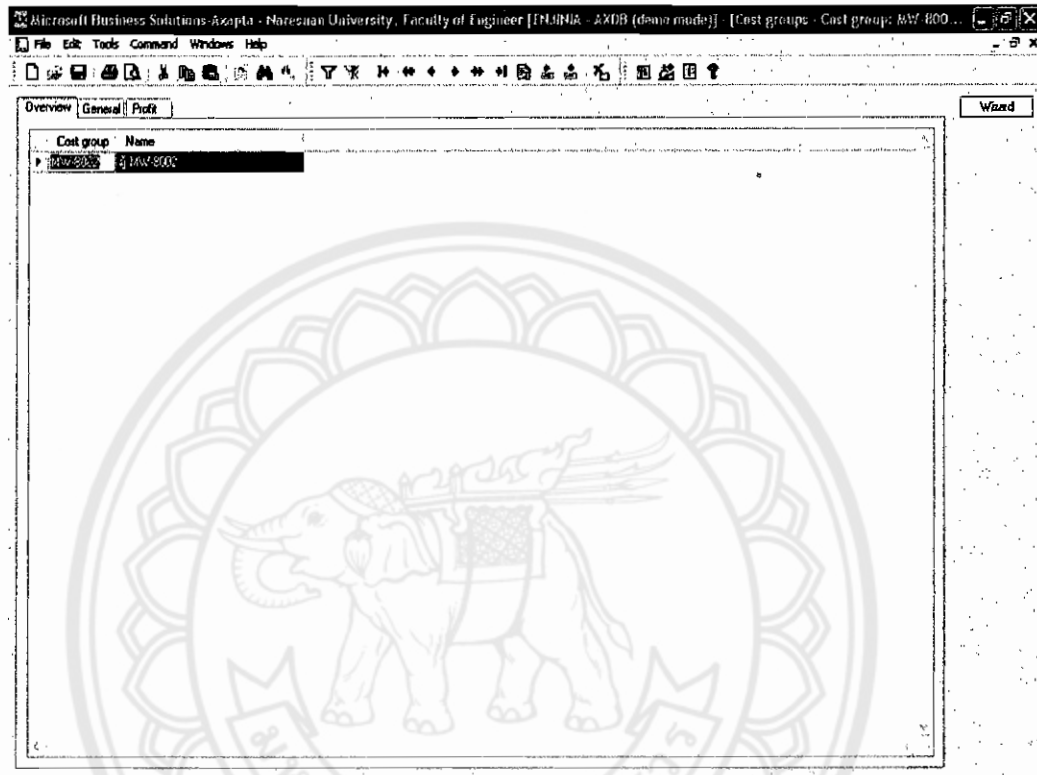 Microsoft Business Solutions-Axapta - Naresuan University, Faculty of Engineer [ENJINIA - AXDB (demo mode)] - [Cost groups - Cost group: MW-800...
File Edit Tools Command Windows Help
Overview General Profit
Wizard
Cost group Name
MW-8002